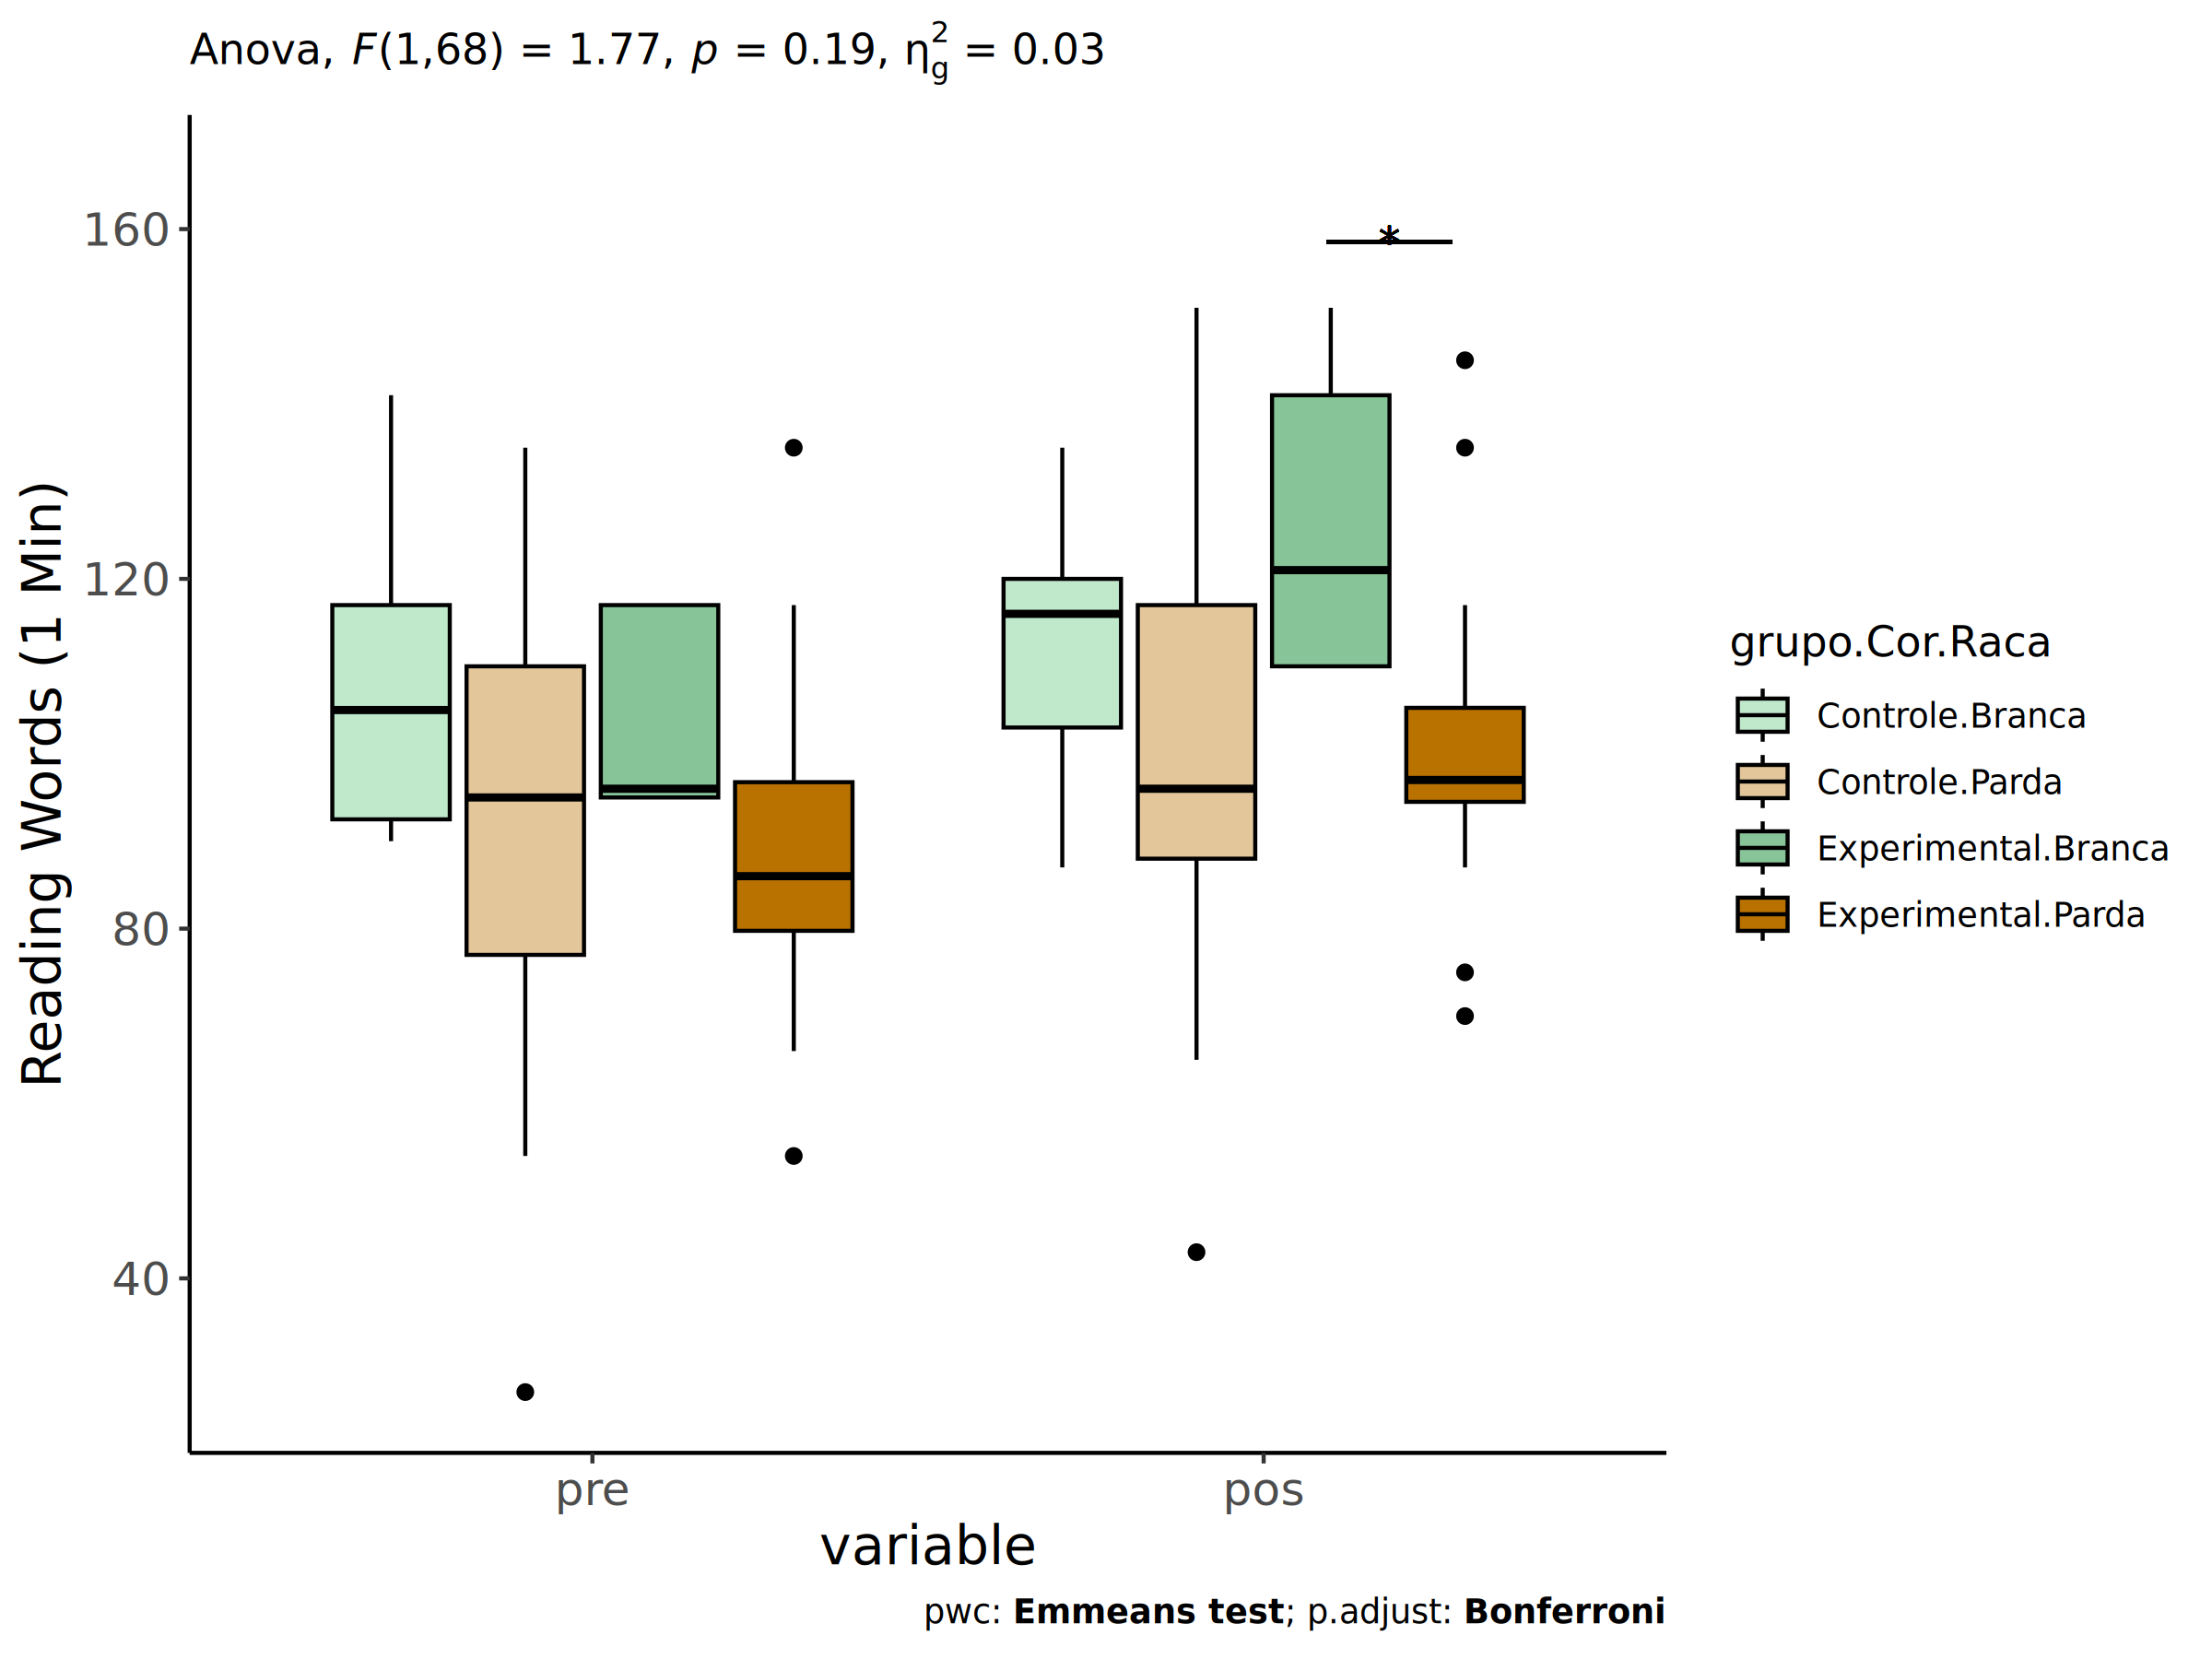 Anova, F(1,68) = 1.77, p = 0.19, η²g = 0.03
Reading Words (1 Min)
160
120
80
40
*
pre
pos
variable
grupo.Cor.Raca
Controle.Branca
Controle.Parda
Experimental.Branca
Experimental.Parda
pwc: Emmeans test; p.adjust: Bonferroni